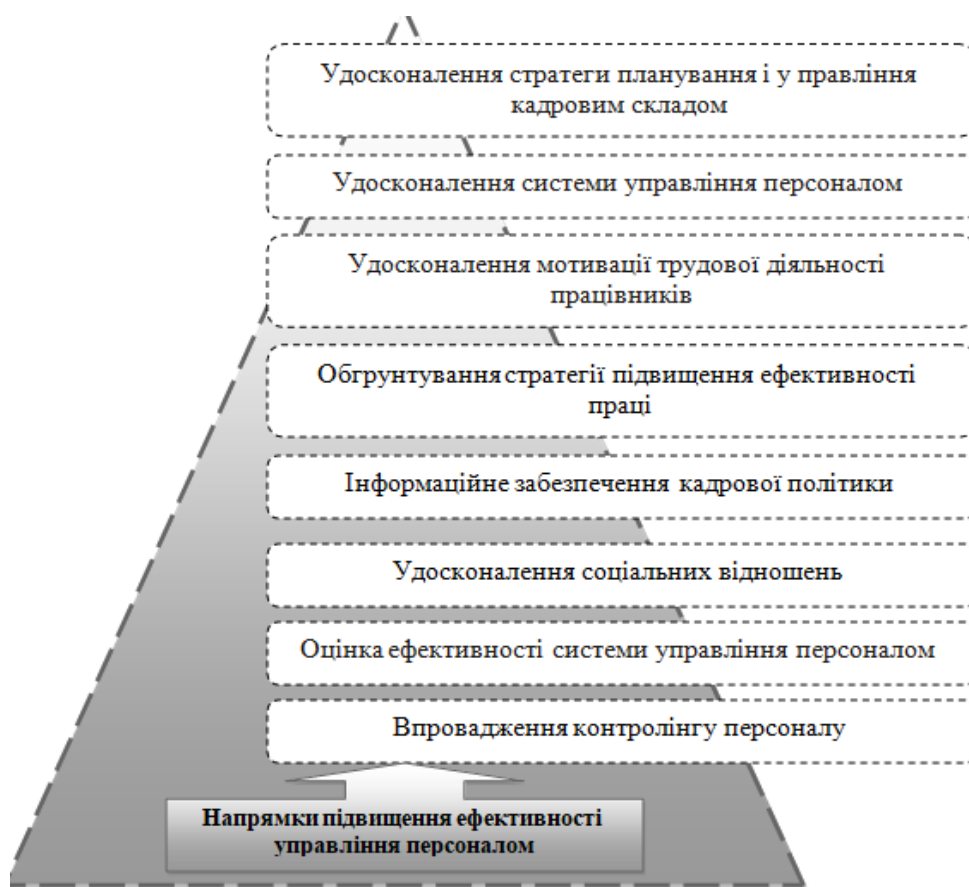 Удосконалення стратеги планування і у правління
кадровим складом
Удосконалення системи управління персоналом
Удосконалення мотивації трудової діяльності
працівників
Обгрунтування стратегії підвищення ефективності
праці
Інформаційне забезпечення кадрової політики
Удосконалення соціальних відношень
Оцінка ефективності системи управління персоналом
Впровадження контролінгу персоналу
Напрямки підвищення ефективності
управління персоналом